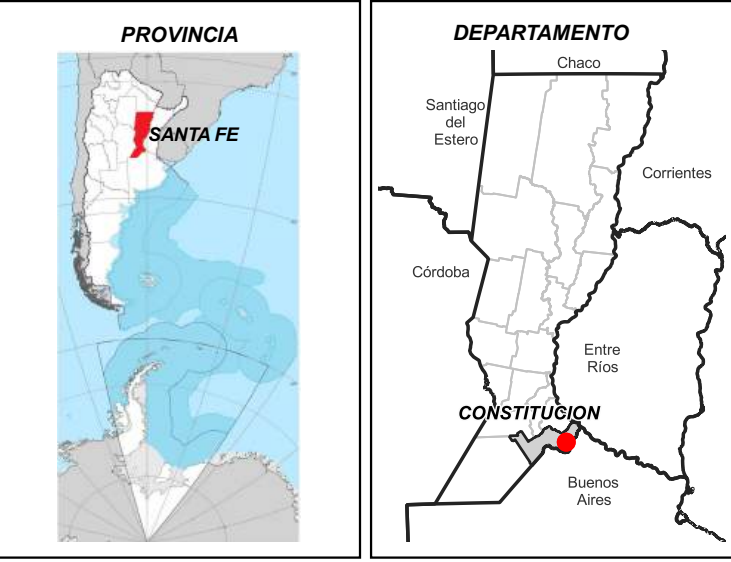 PROVINCIA
SANTA FE
DEPARTAMENTO
Chaco
Santiago
del
Estero
Corrientes
Córdoba
Entre
Ríos
CONSTITUCION
Buenos
Aires